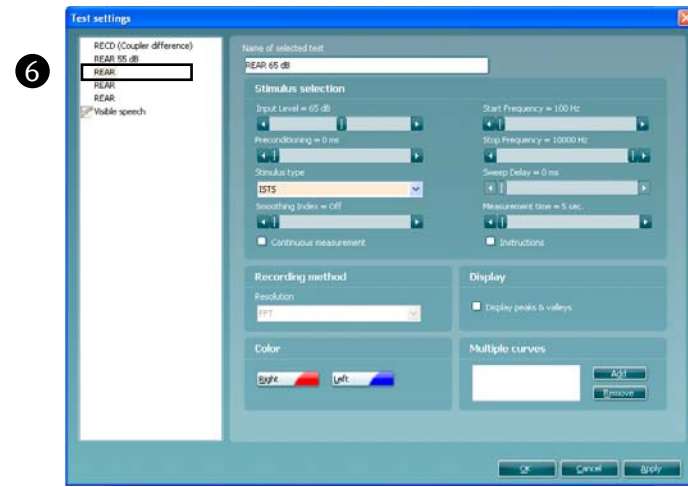 Test settings
6
RECD (Coupler difference)
REAR 55 dB
REAR
REAR
REAR
Visible speech
Name of selected test
REAR 65 dB
Stimulus selection
Input Level = 65 dB
Preconditioning = 0 ms
Stimulus type
ISTS
Smoothing Index = Off
Continuous measurement
Start Frequency = 100 Hz
Stop Frequency = 10000 Hz
Sweep Delay = 0 ms
Measurement time = 5 sec.
Instructions
Recording method
Resolution
FFT
Display
Display peaks & valleys
Color
Right
Left
Multiple curves
Add
Remove
OK
Cancel
Apply